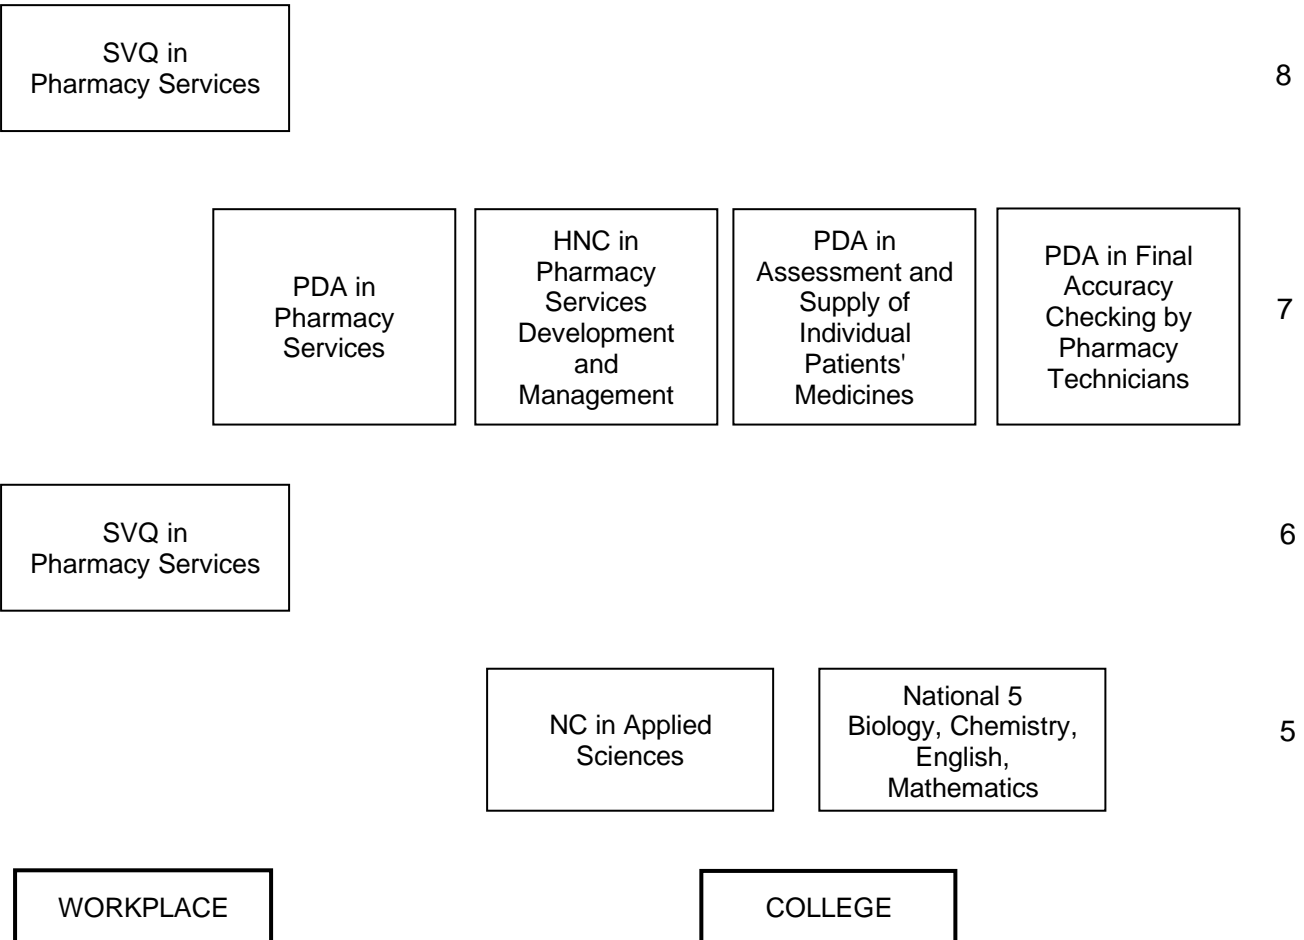 SVQ in
Pharmacy Services
8
PDA in
Pharmacy
Services
HNC in
Pharmacy
Services
Development
and
Management
PDA in
Assessment and
Supply of
Individual
Patients'
Medicines
PDA in Final
Accuracy
Checking by
Pharmacy
Technicians
7
SVQ in
Pharmacy Services
6
NC in Applied
Sciences
National 5
Biology, Chemistry,
English,
Mathematics
5
WORKPLACE
COLLEGE